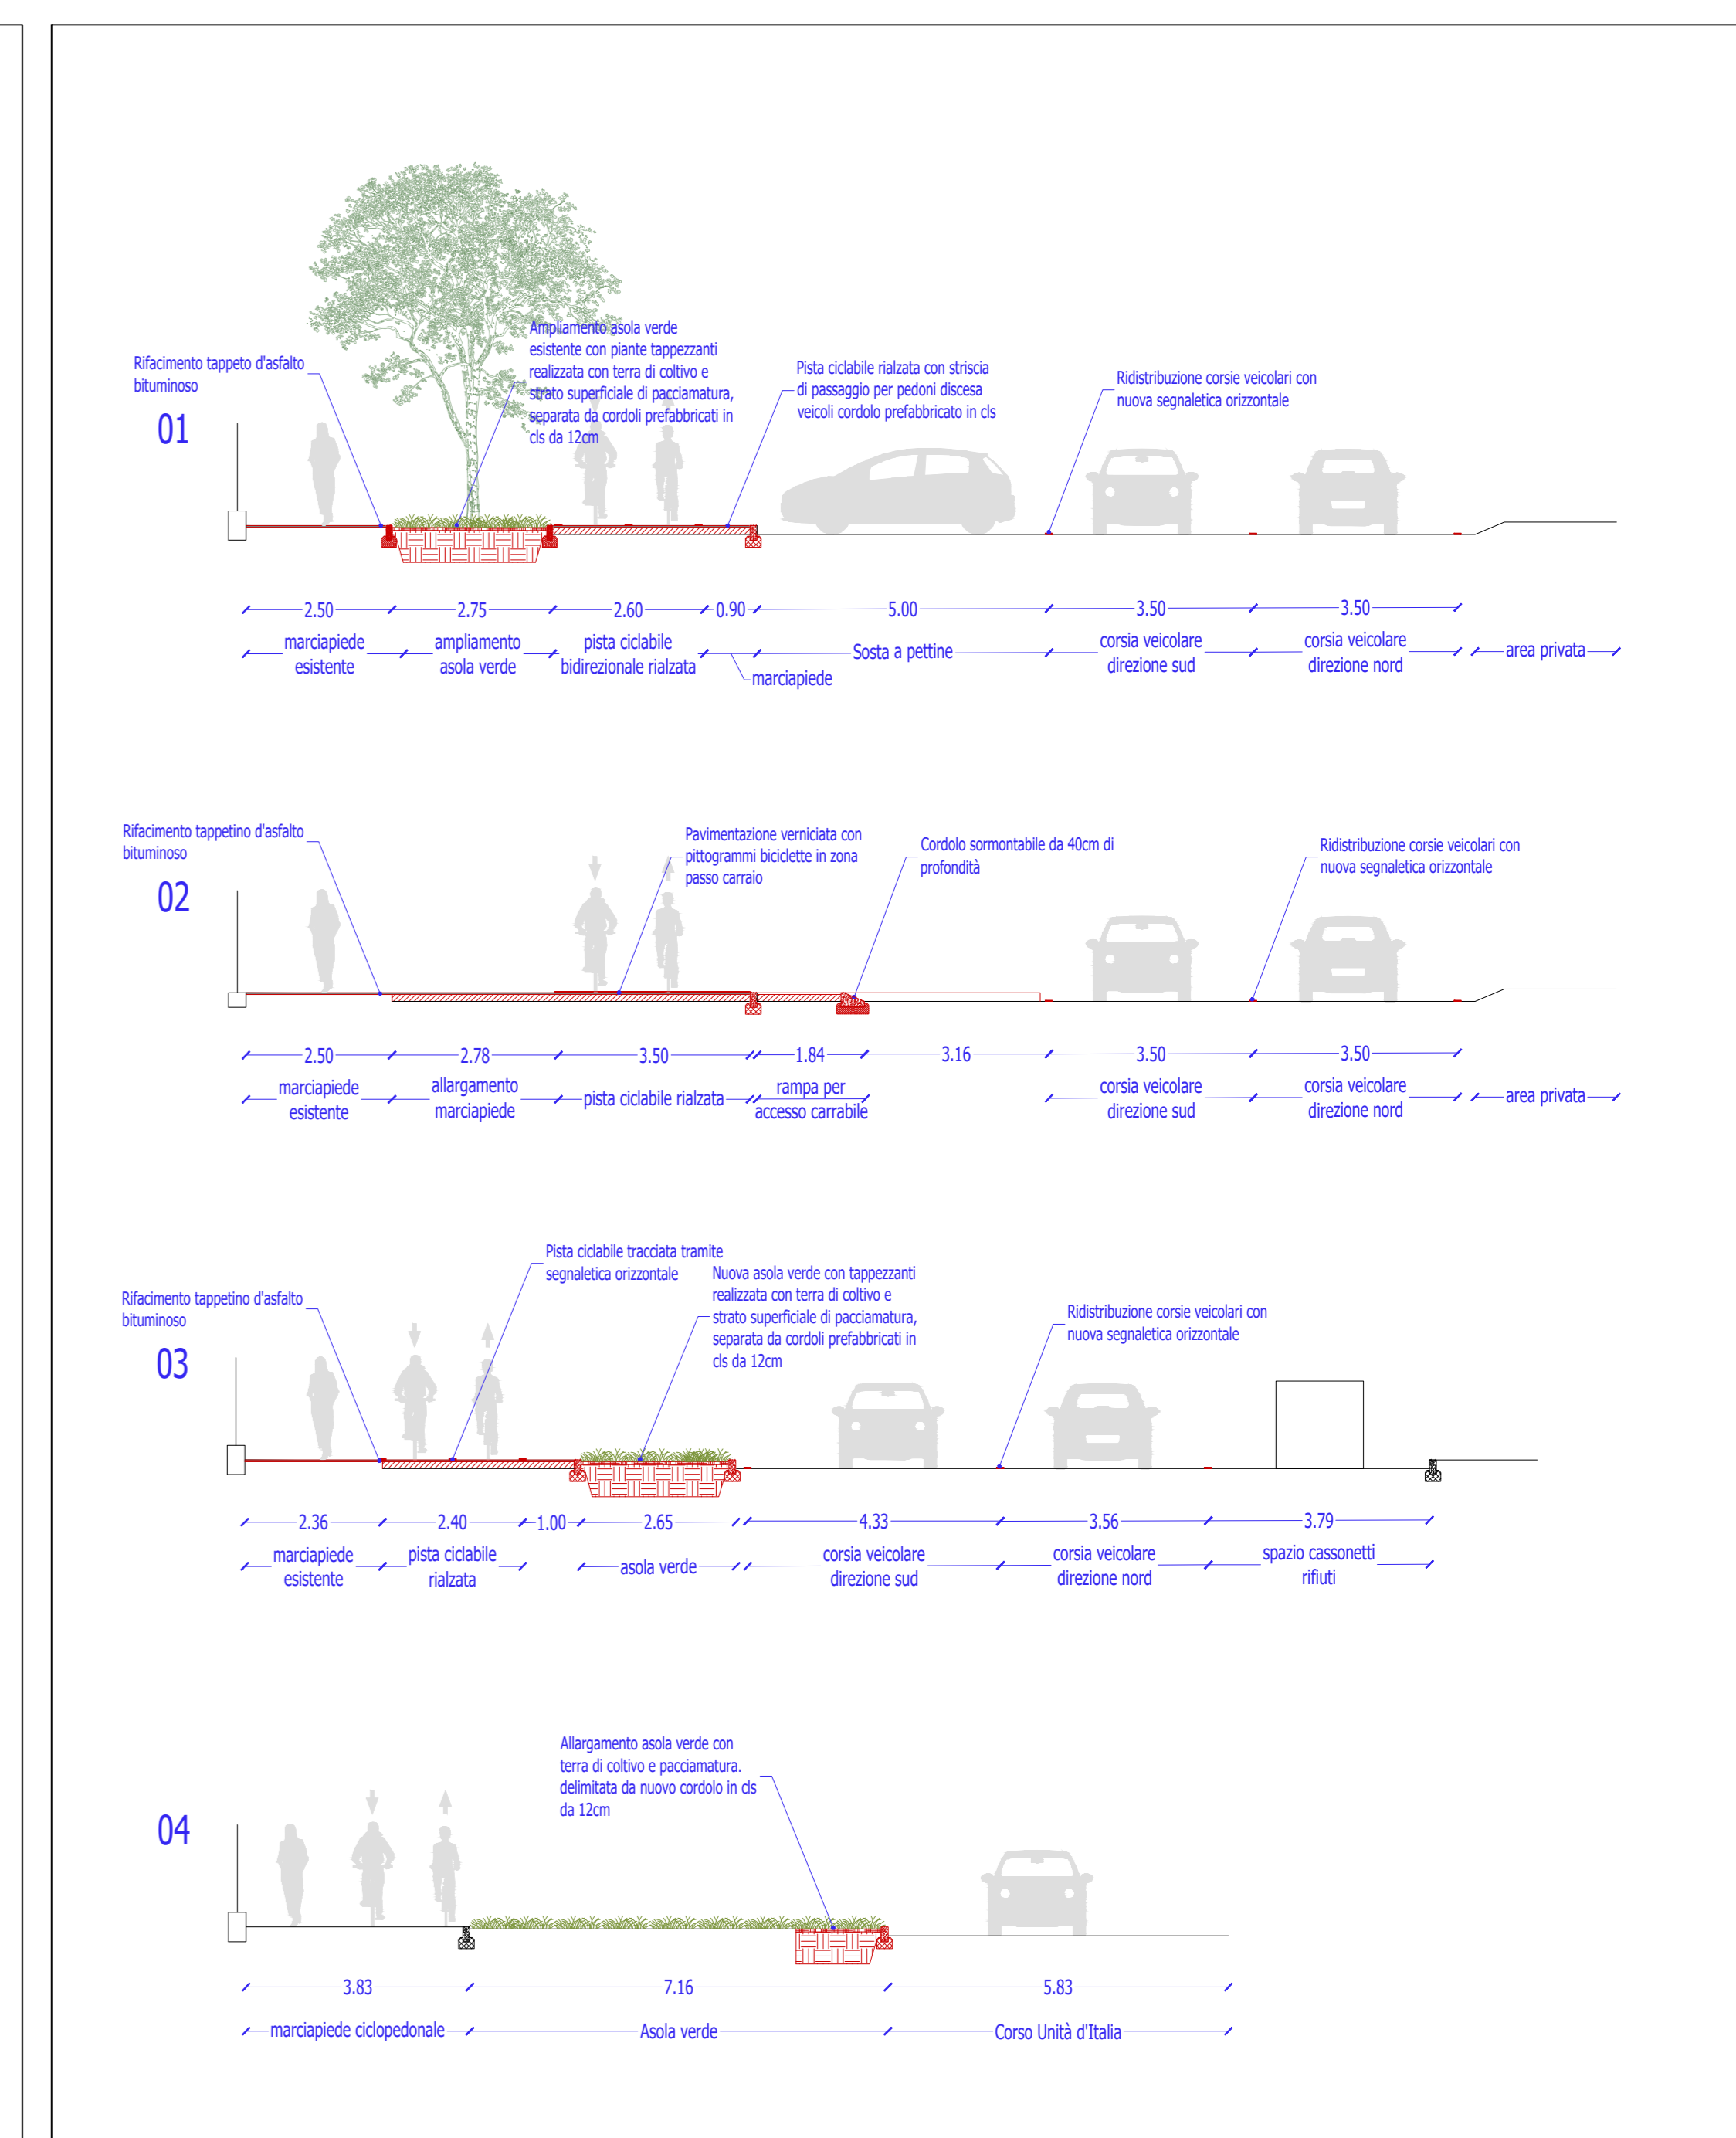 Rifacimento tappeto d'asfalto
bituminoso
01
Ampliamento asola verde
esistente con piante tappezzanti
realizzata con terra di coltivo e
strato superficiale di pacciamatura,
separata da cordoli prefabbricati in
cls da 12cm
Pista ciclabile rialzata con striscia
di passaggio per pedoni discesa
veicoli cordolo prefabbricato in cls
Ridistribuzione corsie veicolari con
nuova segnaletica orizzontale
2.50 2.75 2.60 0.90 5.00 3.50 3.50
marciapiede
esistente
ampliamento
asola verde
pista ciclabile
bidirezionale rialzata
marciapiede
Sosta a pettine
corsia veicolare
direzione sud
corsia veicolare
direzione nord
area privata
Rifacimento tappetino d'asfalto
bituminoso
02
Pavimentazione verniciata con
pittogrammi biciclette in zona
passo carraio
Cordolo sormontabile da 40cm di
profondità
Ridistribuzione corsie veicolari con
nuova segnaletica orizzontale
2.50 2.78 3.50 1.84 3.16 3.50 3.50
marciapiede
esistente
allargamento
marciapiede
pista ciclabile rialzata
rampa per
accesso carrabile
corsia veicolare
direzione sud
corsia veicolare
direzione nord
area privata
Rifacimento tappetino d'asfalto
bituminoso
03
Pista ciclabile tracciata tramite
segnaletica orizzontale
Nuova asola verde con tappezzanti
realizzata con terra di coltivo e
strato superficiale di pacciamatura,
separata da cordoli prefabbricati in
cls da 12cm
Ridistribuzione corsie veicolari con
nuova segnaletica orizzontale
2.36 2.40 1.00 2.65 4.33 3.56 3.79
marciapiede
esistente
pista ciclabile
rialzata
asola verde
corsia veicolare
direzione sud
corsia veicolare
direzione nord
spazio cassonetti
rifiuti
04
Allargamento asola verde con
terra di coltivo e pacciamatura.
delimitata da nuovo cordolo in cls
da 12cm
3.83 7.16 5.83
marciapiede ciclopedonale
Asola verde
Corso Unità d'Italia